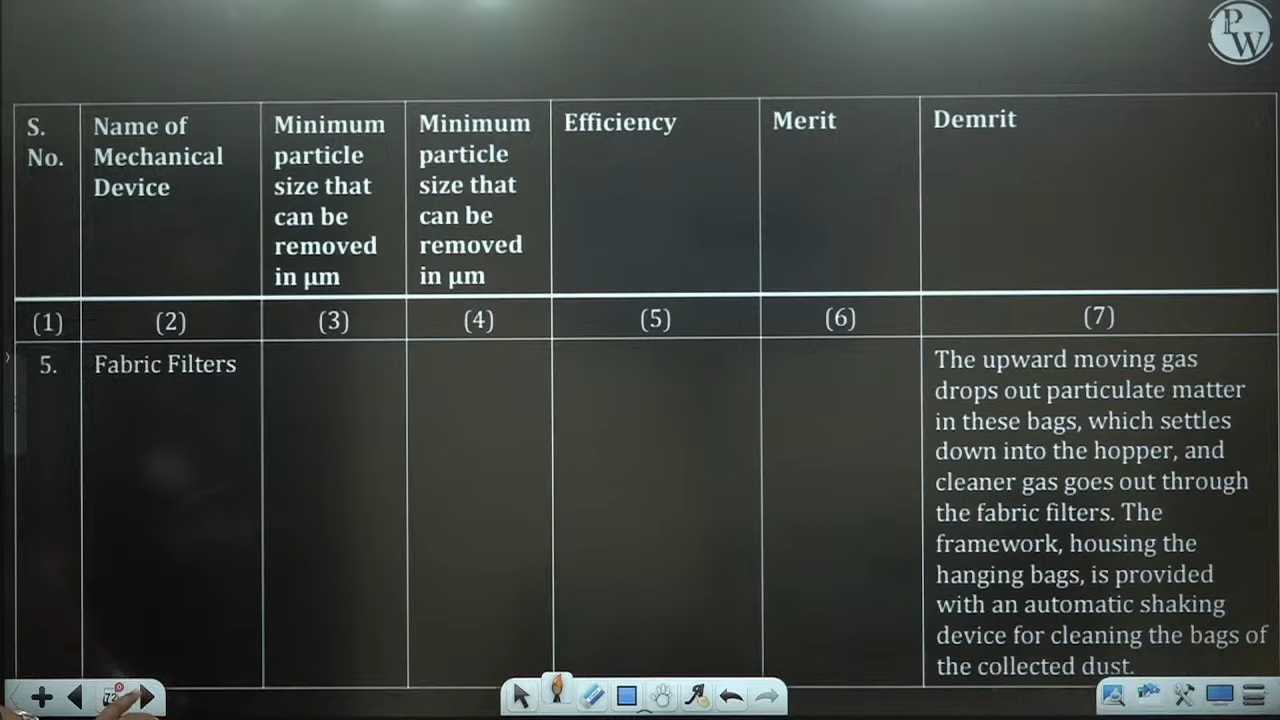 PW
S. No.
Name of Mechanical Device
Minimum particle size that can be removed in µm
Minimum particle size that can be removed in µm
Efficiency
Merit
Demrit
(1)
(2)
(3)
(4)
(5)
(6)
(7)
5.
Fabric Filters
The upward moving gas
drops out particulate matter
in these bags, which settles
down into the hopper, and
cleaner gas goes out through
the fabric filters. The
framework, housing the
hanging bags, is provided
with an automatic shaking
device for cleaning the bags of
the collected dust.
72